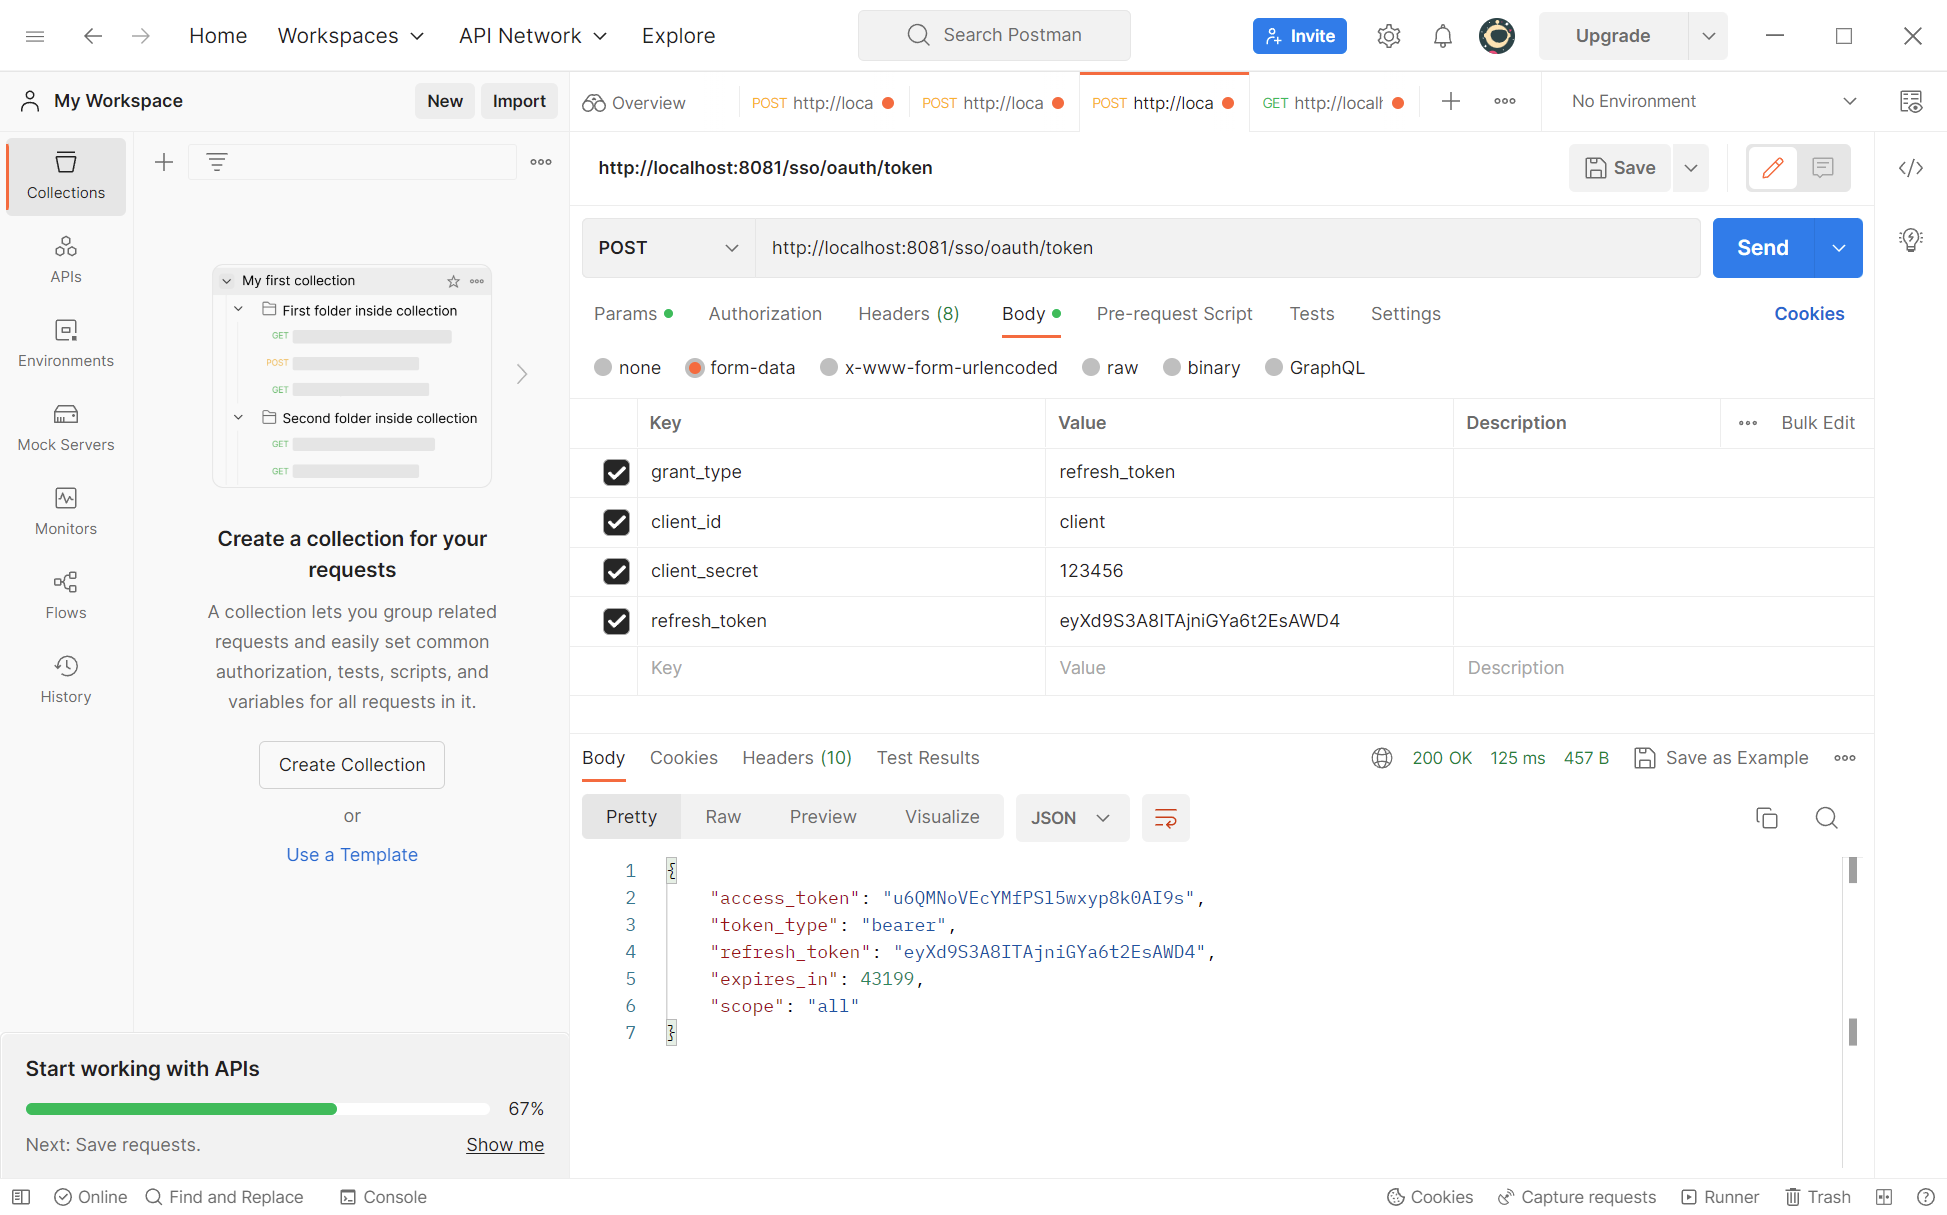 Home Workspaces API Network Explore Search Postman Invite Upgrade
My Workspace New Import Overview POST http://loca POST http://loca POST http://loca GET http://localh No Environment
Collections
APIs
Environments
Mock Servers
Monitors
Flows
History
My first collection
First folder inside collection
GET
POST
GET
Second folder inside collection
GET
GET
Create a collection for your
requests
A collection lets you group related
requests and easily set common
authorization, tests, scripts, and
variables for all requests in it.
Create Collection
or
Use a Template
Start working with APIs
67%
Next: Save requests. Show me
http://localhost:8081/sso/oauth/token Save
POST http://localhost:8081/sso/oauth/token Send
Params Authorization Headers (8) Body Pre-request Script Tests Settings Cookies
none form-data x-www-form-urlencoded raw binary GraphQL
Key Value Description Bulk Edit
grant_type refresh_token
client_id client
client_secret 123456
refresh_token eyXd9S3A8ITAjniGYa6t2EsAWD4
Key Value Description
Body Cookies Headers (10) Test Results 200 OK 125 ms 457 B Save as Example
Pretty Raw Preview Visualize JSON
1 {
2 "access_token": "u6QMNoVEcYMfPSl5wxyp8k0AI9s",
3 "token_type": "bearer",
4 "refresh_token": "eyXd9S3A8ITAjniGYa6t2EsAWD4",
5 "expires_in": 43199,
6 "scope": "all"
7 }
Online Find and Replace Console Cookies Capture requests Runner Trash